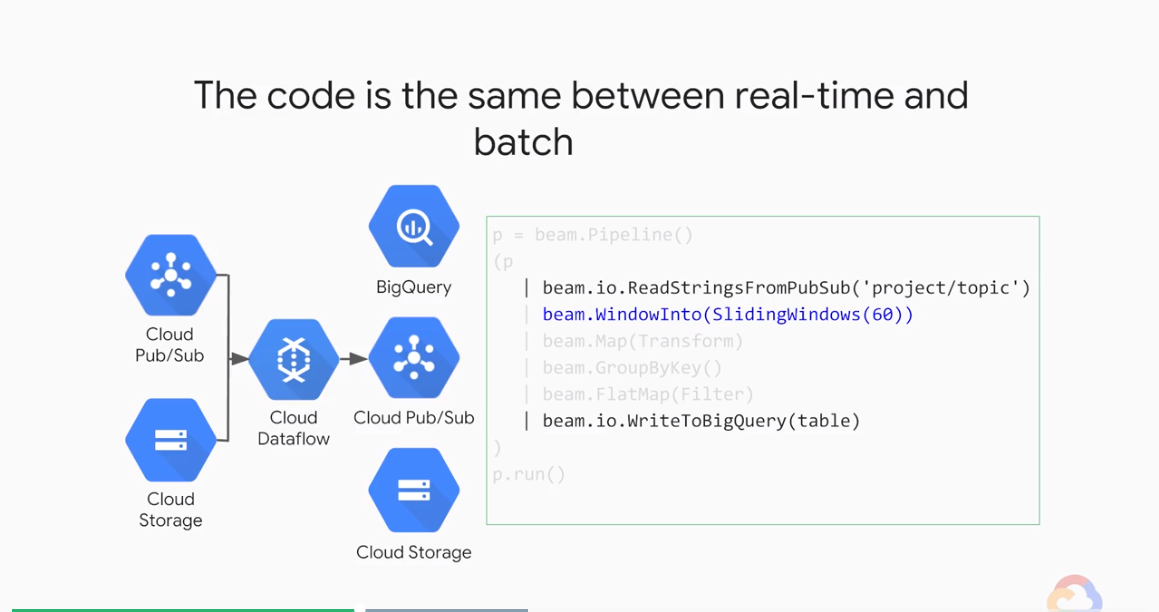 The code is the same between real-time and
batch
Cloud
Pub/Sub
Cloud
Storage
Cloud
Dataflow
BigQuery
Cloud Pub/Sub
Cloud Storage
p = beam.Pipeline()
(p
| beam.io.ReadStringsFromPubSub('project/topic')
| beam.WindowInto(SlidingWindows(60))
| beam.Map(Transform)
| beam.GroupByKey()
| beam.FlatMap(Filter)
| beam.io.WriteToBigQuery(table)
)
p.run()